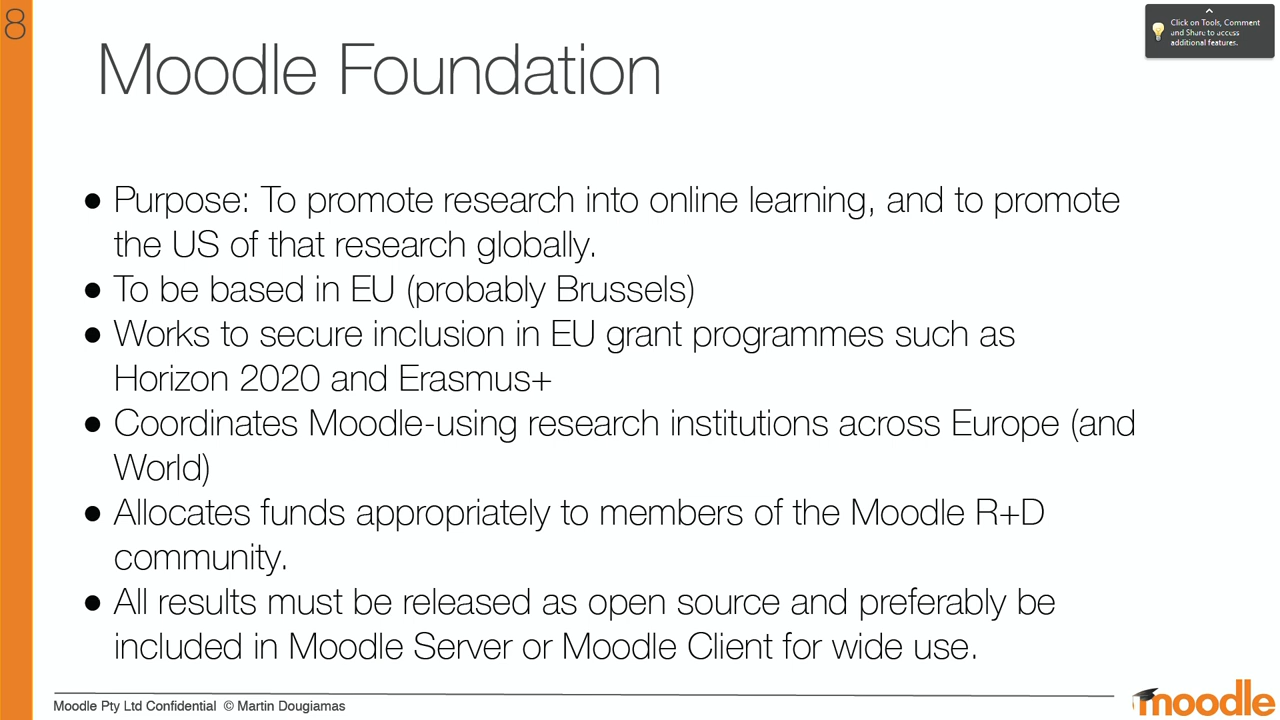 8
Click on Tools, Comment
and Share to access
additional features.
Moodle Foundation
● Purpose: To promote research into online learning, and to promote
the US of that research globally.
● To be based in EU (probably Brussels)
● Works to secure inclusion in EU grant programmes such as
Horizon 2020 and Erasmus+
● Coordinates Moodle-using research institutions across Europe (and
World)
● Allocates funds appropriately to members of the Moodle R+D
community.
● All results must be released as open source and preferably be
included in Moodle Server or Moodle Client for wide use.
Moodle Pty Ltd Confidential © Martin Dougiamas
moodle